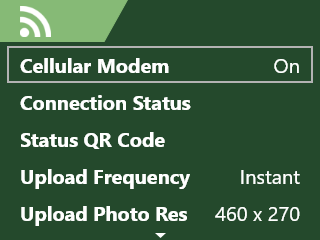 Cellular Modem On
Connection Status
Status QR Code
Upload Frequency Instant
Upload Photo Res 460 x 270